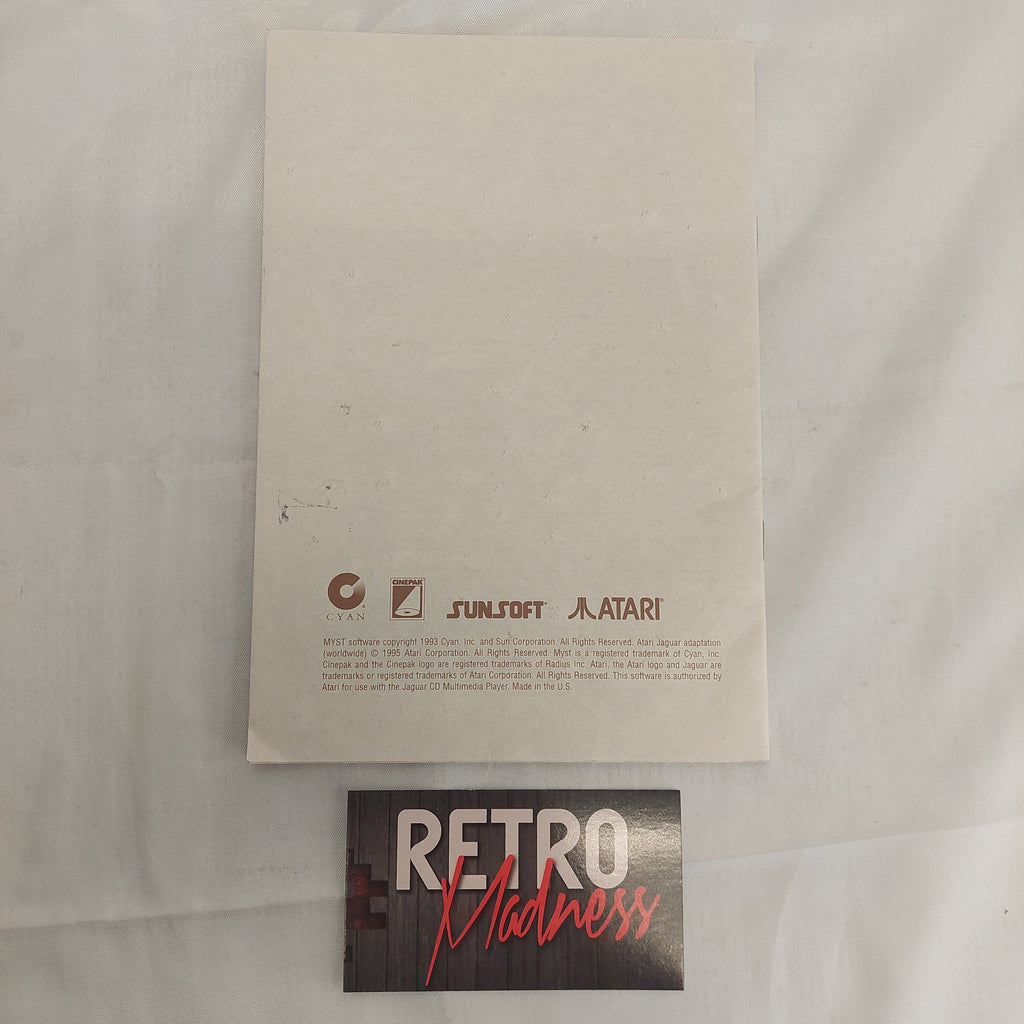 CINEPAK
CYAN
SUNSOFT
ATARI®
MYST software copyright 1993 Cyan, Inc. and Sun Corporation. All Rights Reserved. Atari Jaguar adaptation
(worldwide) © 1995 Atari Corporation. All Rights Reserved. Myst is a registered trademark of Cyan, Inc.
Cinepak and the Cinepak logo are registered trademarks of Radius Inc. Atari, the Atari logo and Jaguar are
trademarks or registered trademarks of Atari Corporation. All Rights Reserved. This software is authorized by
Atari for use with the Jaguar CD Multimedia Player. Made in the U.S.
RETRO
Madness